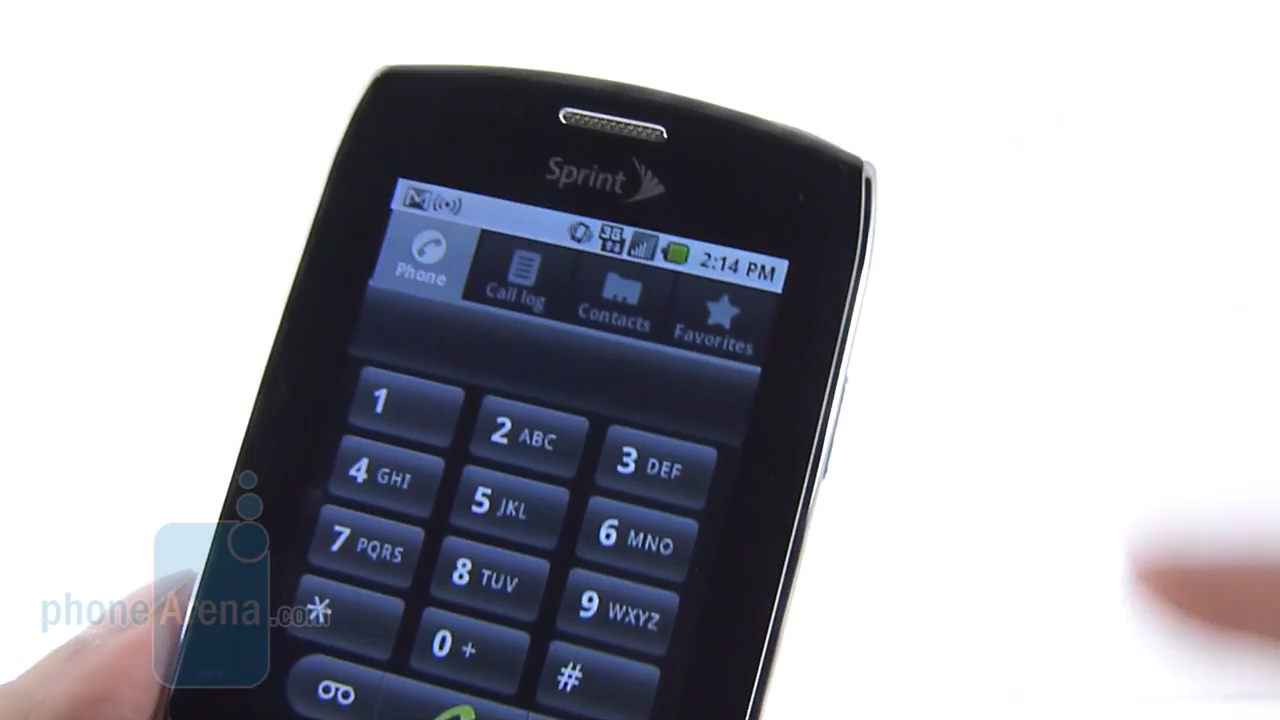 Sprint
3G
2:14 PM
Phone
Call log
Contacts
Favorites
1
2 ABC
3 DEF
4 GHI
5 JKL
6 MNO
7 PQRS
8 TUV
9 WXYZ
*
0 +
#
phoneArena.com